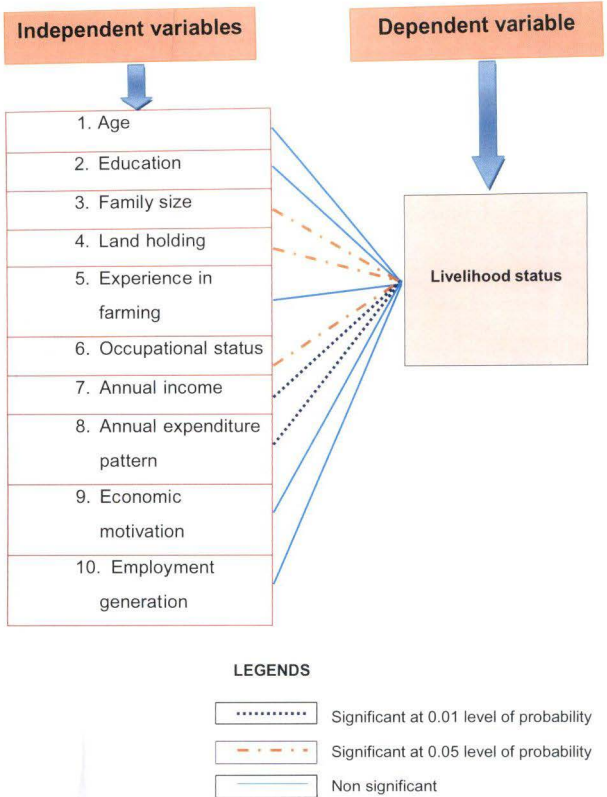 Independent variables
Dependent variable
1. Age
2. Education
3. Family size
4. Land holding
5. Experience in
farming
6. Occupational status
7. Annual income
8. Annual expenditure
pattern
9. Economic
motivation
10. Employment
generation
Livelihood status
LEGENDS
Significant at 0.01 level of probability
Significant at 0.05 level of probability
Non significant